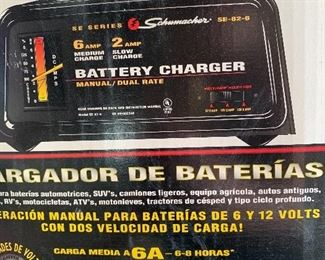 SE SERIES Schumacher SE-82-6
6 AMP 2 AMP
MEDIUM CHARGE SLOW CHARGE
D.C. AMPS
BATTERY CHARGER
MANUAL/DUAL RATE
ARGADOR DE BATERÍAS
ara baterías automotrices, SUV's, camiones ligeros, equipo agrícola, autos antiguos,
s, RV's, motocicletas, ATV's, motonieves, tractores de césped y tipo ciclo profundo.
ERACIÓN MANUAL PARA BATERÍAS DE 6 Y 12 VOLTS
CON DOS VELOCIDAD DE CARGA!
CARGA MEDIA A 6A – 6-8 HORAS*